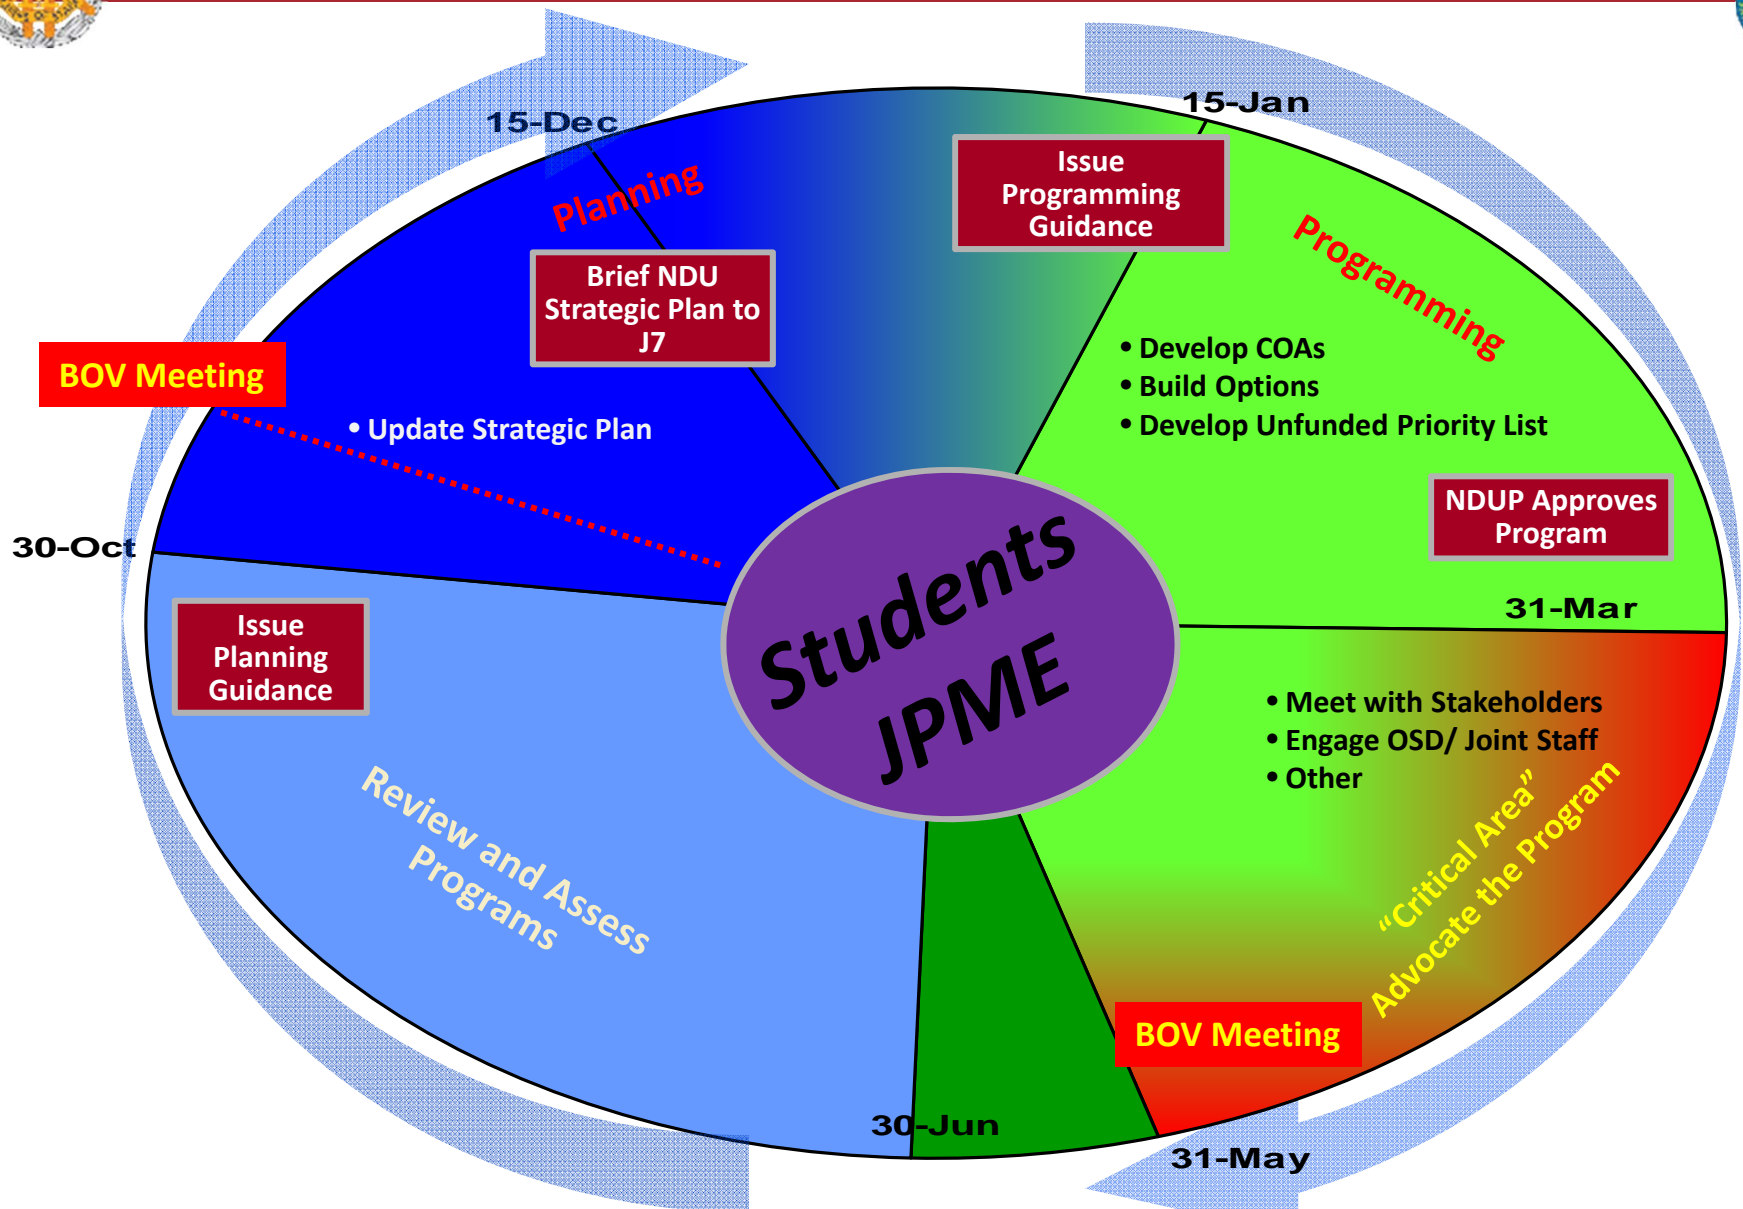 15-Dec
15-Jan
Planning
Issue
Programming
Guidance
Programming
Brief NDU
Strategic Plan to
J7
BOV Meeting
• Update Strategic Plan
• Develop COAs
• Build Options
• Develop Unfunded Priority List
NDUP Approves
Program
30-Oct
31-Mar
Issue
Planning
Guidance
Students
JPME
• Meet with Stakeholders
• Engage OSD/ Joint Staff
• Other
“Critical Area”
Advocate the Program
Review and Assess
Programs
BOV Meeting
30-Jun
31-May